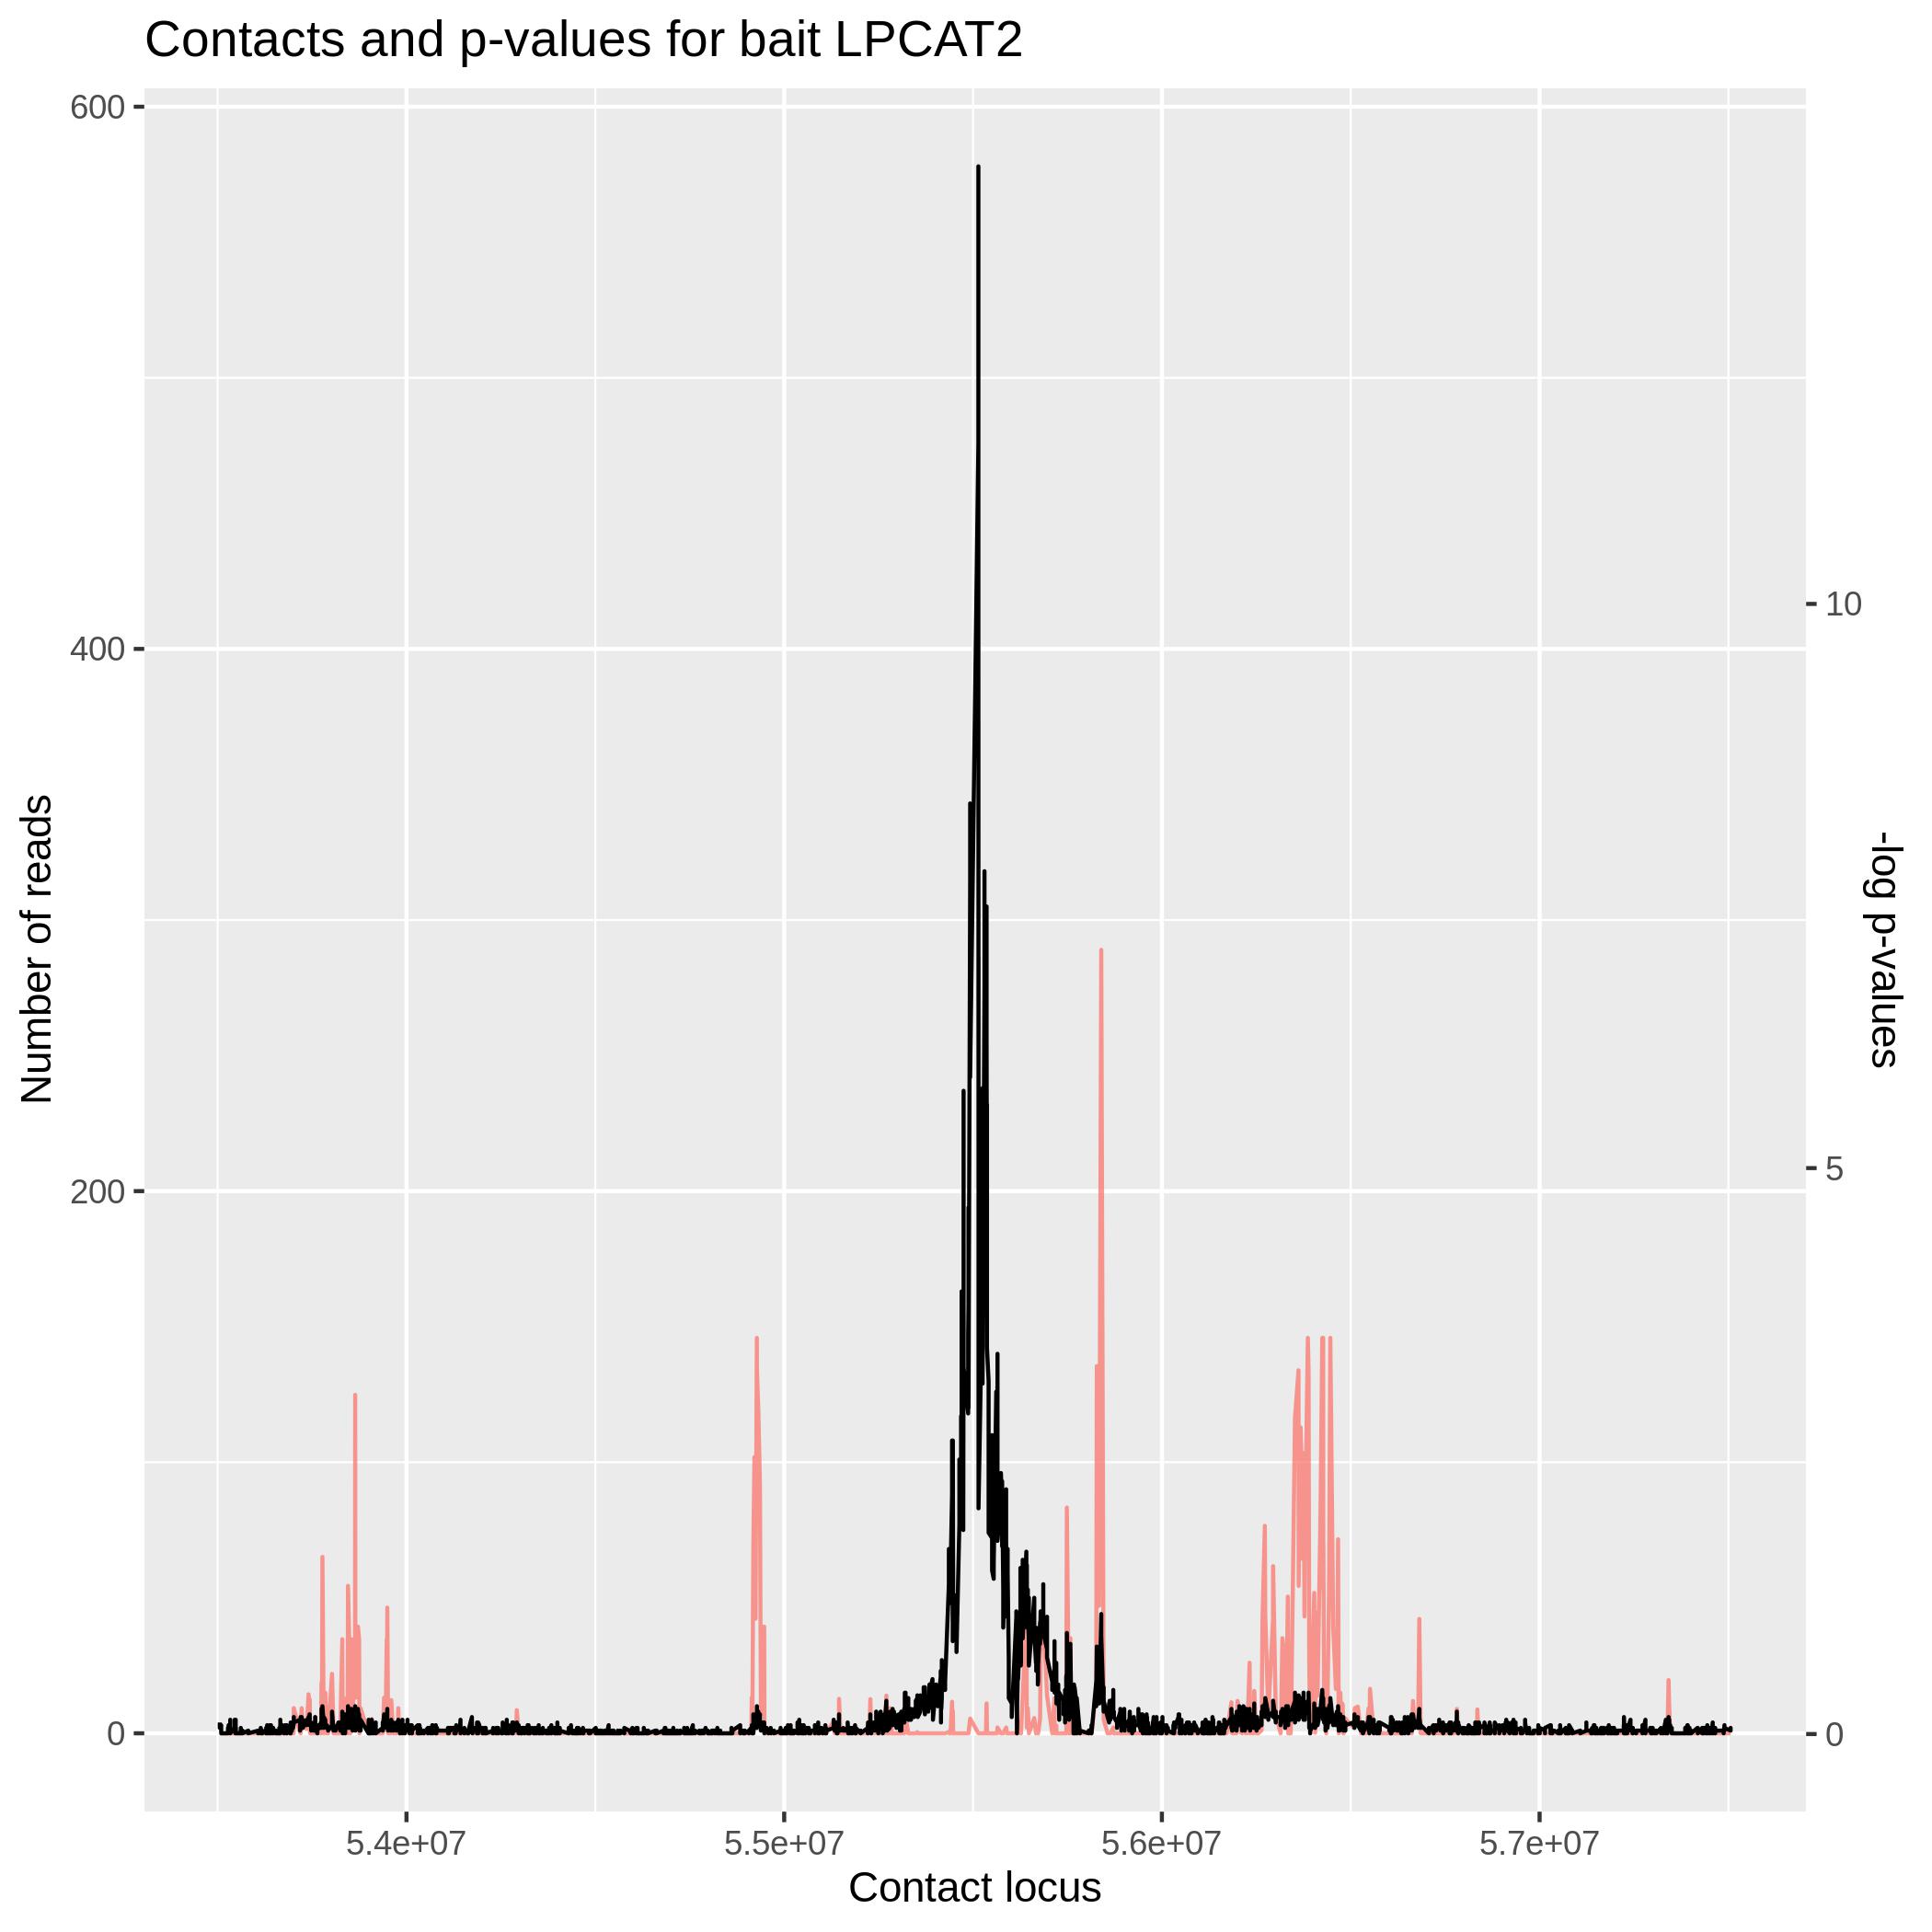 Contacts and p-values for bait LPCAT2
600
400
200
0
Number of reads
10
5
0
-log p-values
5.4e+07
5.5e+07
5.6e+07
5.7e+07
Contact locus